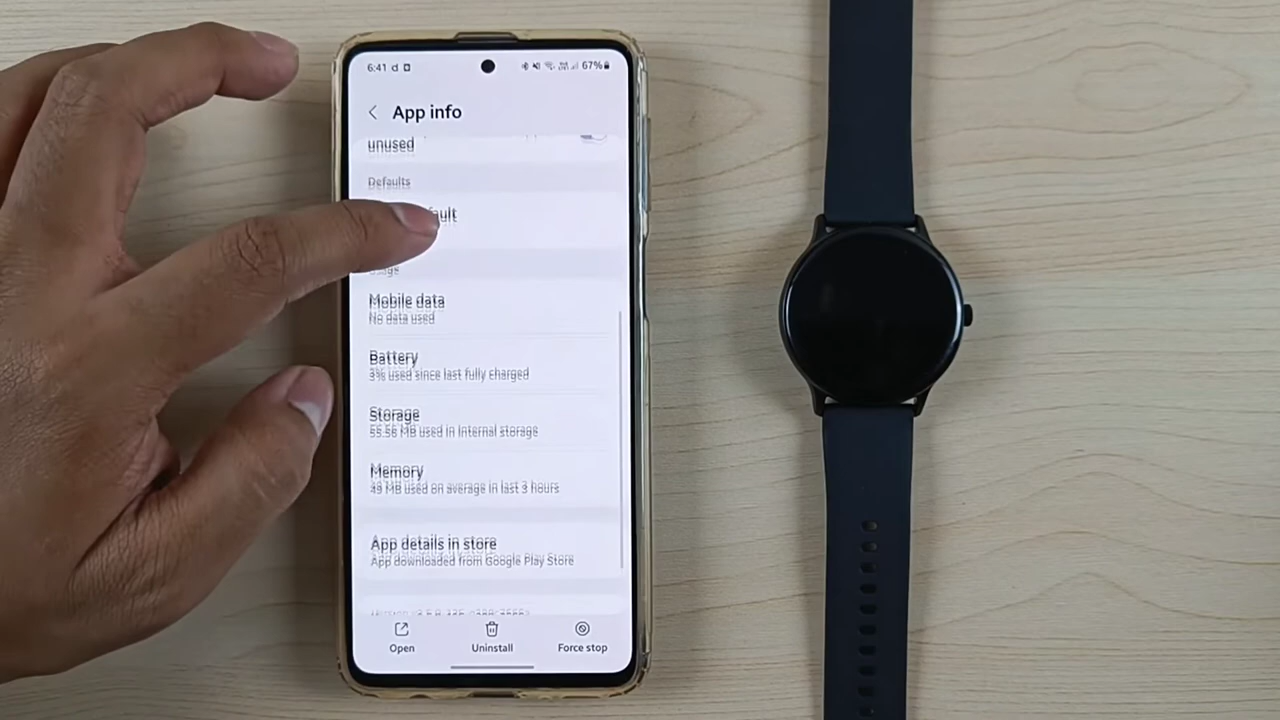 6:41
67%
App info
unused
Defaults
Usage
Mobile data
No data used
Battery
3% used since last fully charged
Storage
55.56 MB used in Internal storage
Memory
49 MB used on average in last 3 hours
App details in store
App downloaded from Google Play Store
Version
Open
Uninstall
Force stop